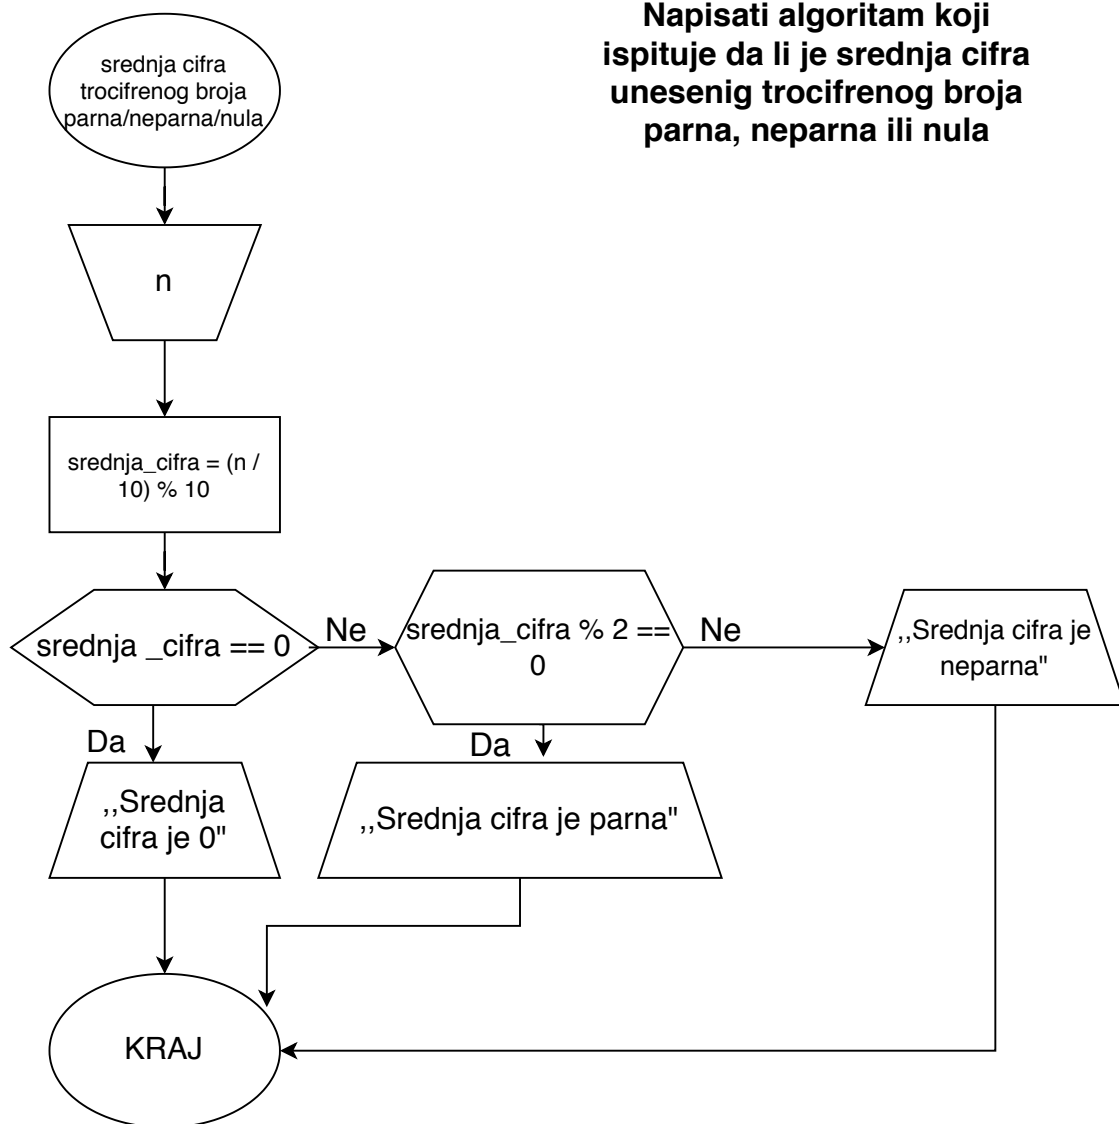 Napisati algoritam koji
ispituje da li je srednja cifra
unesenig trocifrenog broja
parna, neparna ili nula
srednja cifra
trocifrenog broja
parna/neparna/nula
n
srednja_cifra = (n /
10) % 10
srednja _cifra == 0
Ne
srednja_cifra % 2 ==
0
Ne
,,Srednja cifra je
neparna"
Da
Da
,,Srednja
cifra je 0"
,,Srednja cifra je parna"
KRAJ